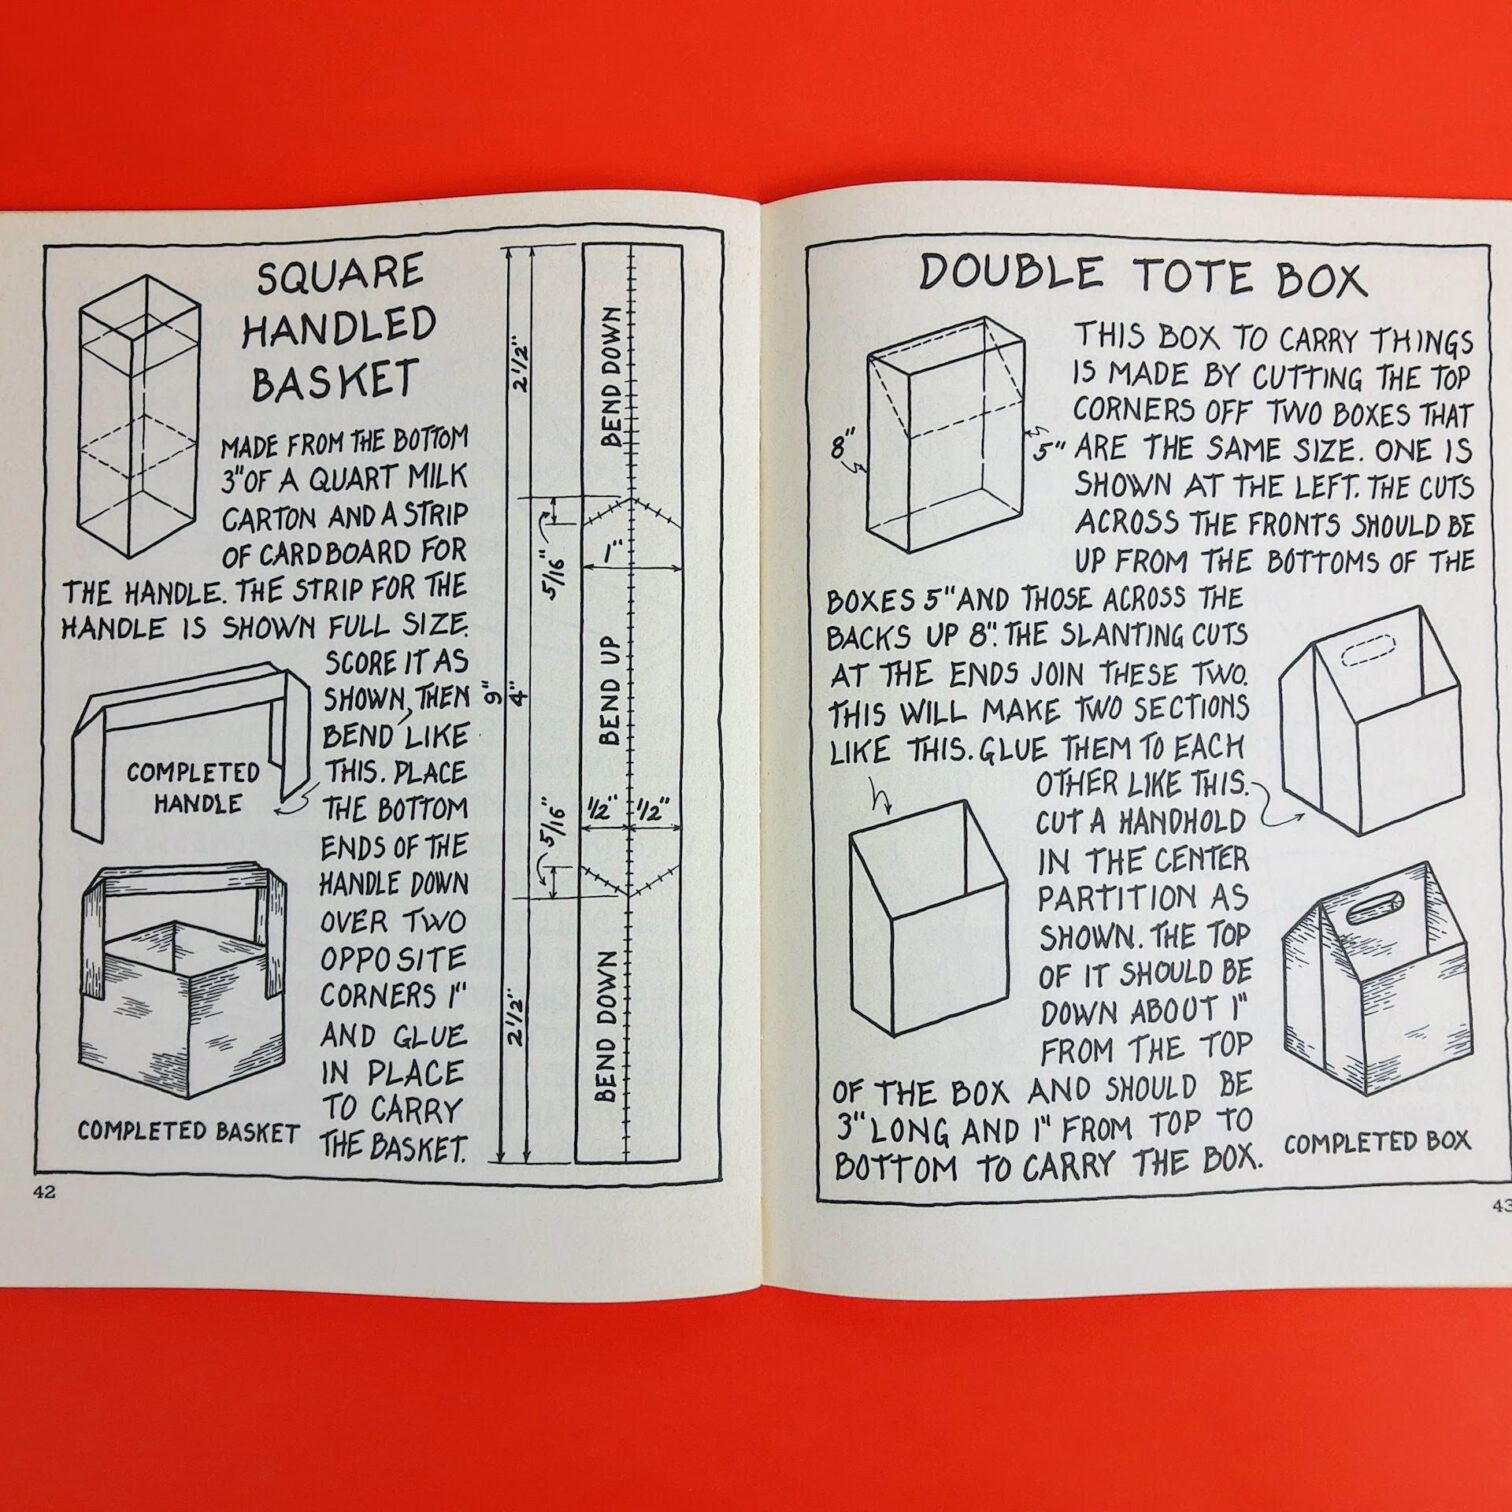 SQUARE
HANDLED
BASKET
MADE FROM THE BOTTOM
3" OF A QUART MILK
CARTON AND A STRIP
OF CARDBOARD FOR
THE HANDLE. THE STRIP FOR THE
HANDLE IS SHOWN FULL SIZE.
SCORE IT AS
SHOWN, THEN
BEND LIKE
THIS. PLACE
THE BOTTOM
ENDS OF THE
HANDLE DOWN
OVER TWO
OPPOSITE
CORNERS 1"
AND GLUE
IN PLACE
TO CARRY
THE BASKET.
COMPLETED
HANDLE
COMPLETED BASKET
2 1/2"
BEND DOWN
5/16"
1"
9"
4"
BEND UP
1/2"
1/2"
5/16"
2 1/2"
BEND DOWN
42
DOUBLE TOTE BOX
8"
5"
THIS BOX TO CARRY THINGS
IS MADE BY CUTTING THE TOP
CORNERS OFF TWO BOXES THAT
ARE THE SAME SIZE. ONE IS
SHOWN AT THE LEFT. THE CUTS
ACROSS THE FRONTS SHOULD BE
UP FROM THE BOTTOMS OF THE
BOXES 5" AND THOSE ACROSS THE
BACKS UP 8". THE SLANTING CUTS
AT THE ENDS JOIN THESE TWO.
THIS WILL MAKE TWO SECTIONS
LIKE THIS. GLUE THEM TO EACH
OTHER LIKE THIS.
CUT A HANDHOLD
IN THE CENTER
PARTITION AS
SHOWN. THE TOP
OF IT SHOULD BE
DOWN ABOUT 1"
FROM THE TOP
OF THE BOX AND SHOULD BE
3" LONG AND 1" FROM TOP TO
BOTTOM TO CARRY THE BOX.
COMPLETED BOX
43